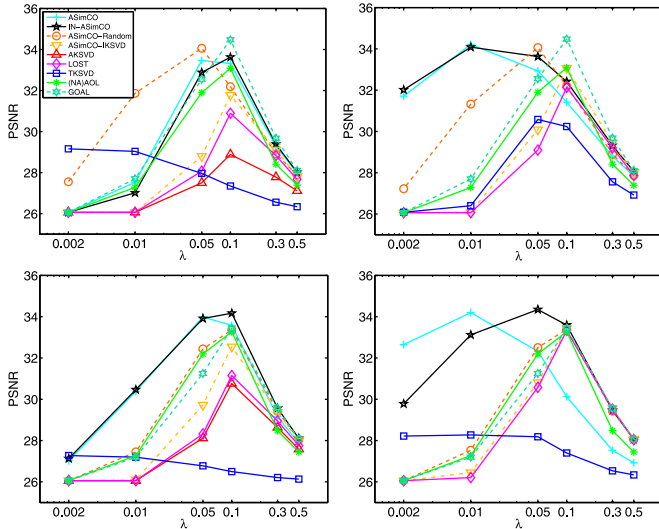 36
34
32
30
28
26
PSNR
0.002
0.01
0.05
0.1
0.3
0.5
λ
ASimCO
IN-ASimCO
ASimCO-Random
ASimCO-IKSVD
AKSVD
LOST
TKSVD
(NA)AOL
GOAL
36
34
32
30
28
26
PSNR
0.002
0.01
0.05
0.1
0.3
0.5
λ
36
34
32
30
28
26
PSNR
0.002
0.01
0.05
0.1
0.3
0.5
λ
36
34
32
30
28
26
PSNR
0.002
0.01
0.05
0.1
0.3
0.5
λ